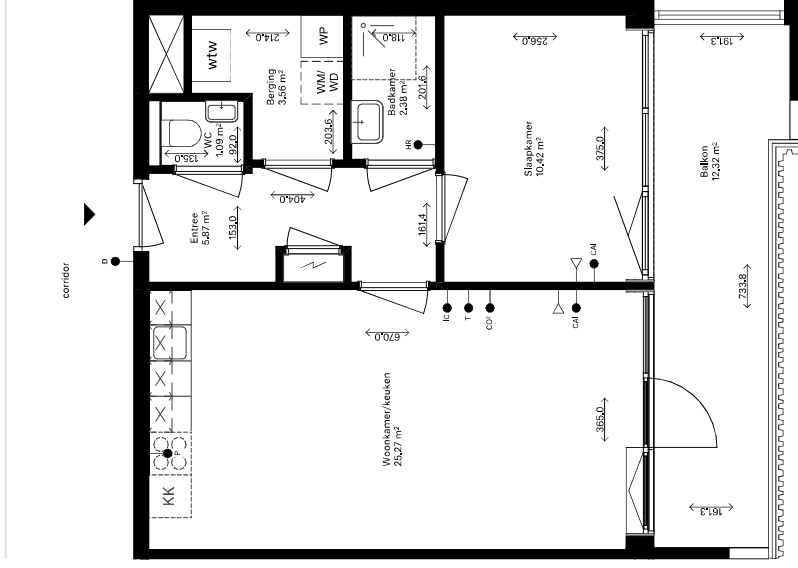 wtw
214.0
WP
WM/
WD
Berging
3.56 m²
203.6
118.0
Badkamer
2.38 m²
201.6
HR
256.0
Slaapkamer
10.42 m²
375.0
191.3
Balkon
12.32 m²
733.8
WC
1.09 m²
92.0
135.0
404.0
Entree
5.87 m²
153.0
161.4
D
corridor
CAI
IC
T
CO²
CAI
670.0
Woonkamer/keuken
25.27 m²
365.0
P
KK
161.3